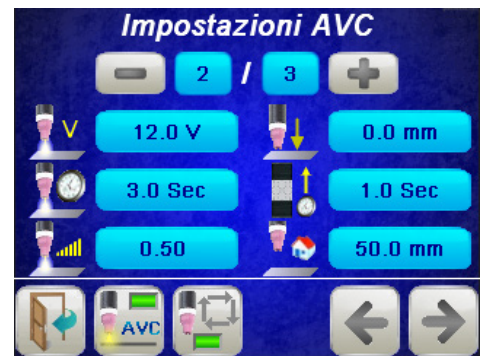 Impostazioni AVC
2 / 3
V 12.0 V 0.0 mm
3.0 Sec 1.0 Sec
0.50 50.0 mm
AVC